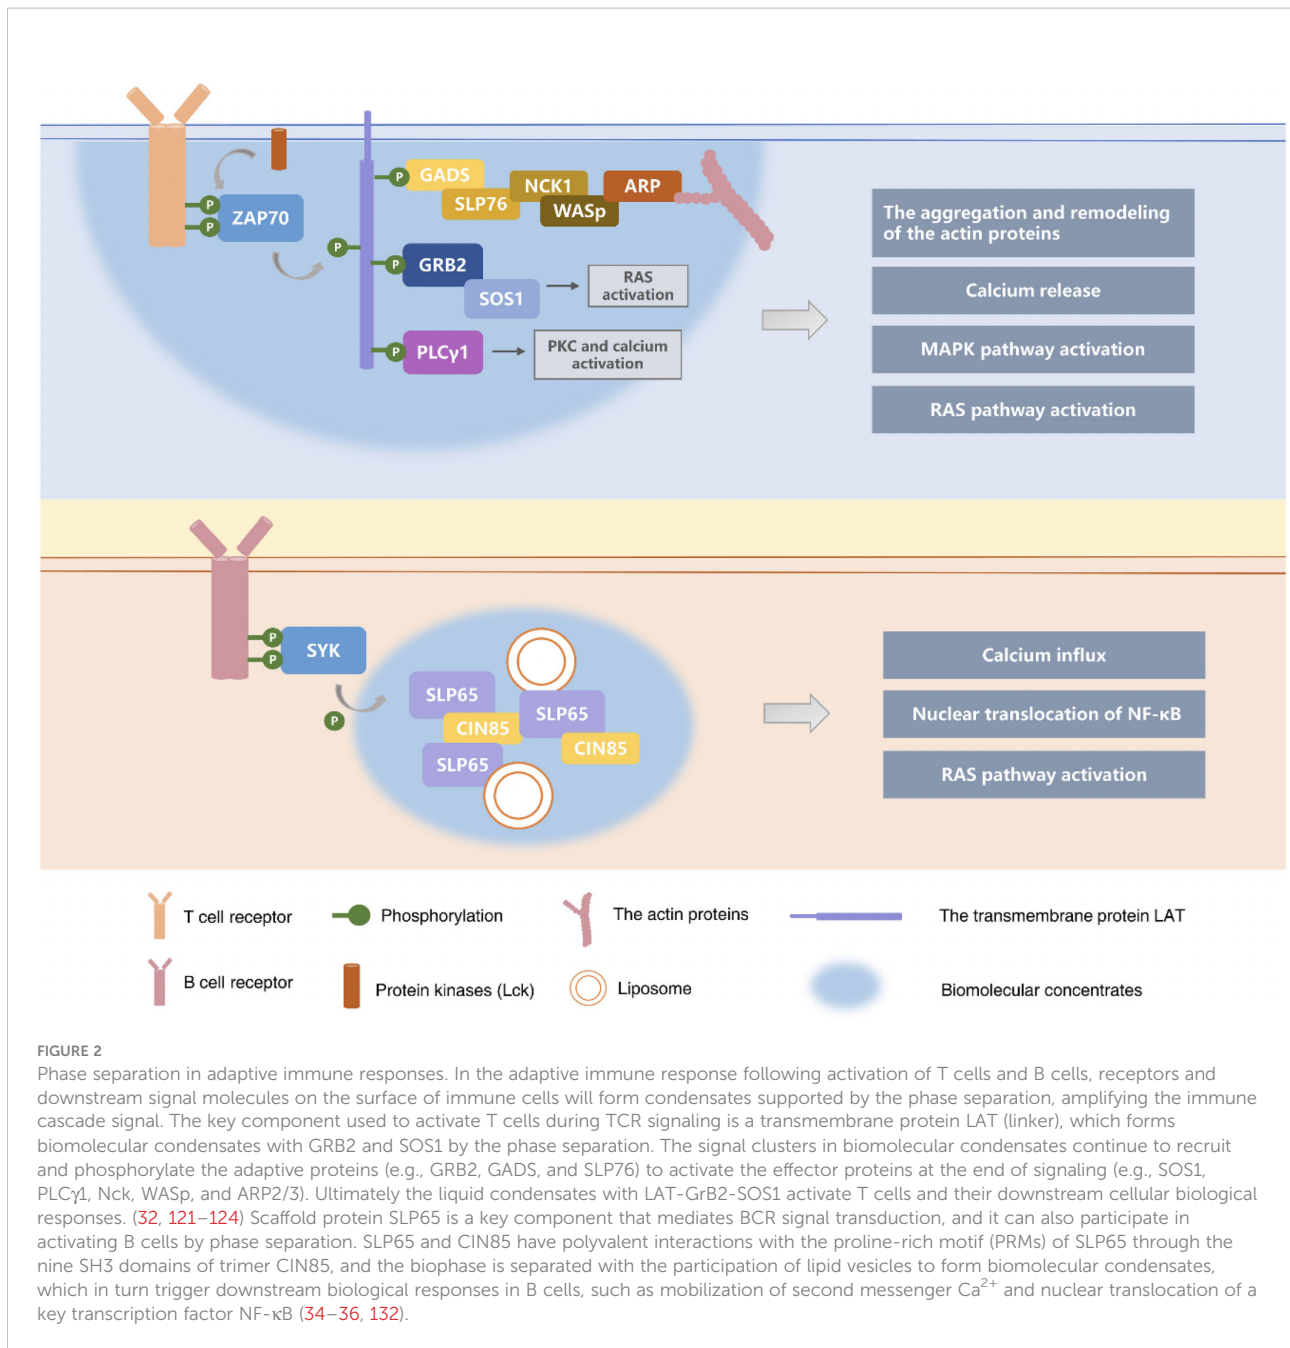 P
GADS
NCK1
ARP
SLP76
WASp
P
ZAP70
P
P
P
GRB2
SOS1
RAS
activation
P
PLCγ1
PKC and calcium
activation
The aggregation and remodeling
of the actin proteins
Calcium release
MAPK pathway activation
RAS pathway activation
P
P
SYK
P
SLP65
SLP65
CIN85
CIN85
SLP65
Calcium influx
Nuclear translocation of NF-κB
RAS pathway activation
T cell receptor
Phosphorylation
The actin proteins
The transmembrane protein LAT
B cell receptor
Protein kinases (Lck)
Liposome
Biomolecular concentrates
FIGURE 2
Phase separation in adaptive immune responses. In the adaptive immune response following activation of T cells and B cells, receptors and
downstream signal molecules on the surface of immune cells will form condensates supported by the phase separation, amplifying the immune
cascade signal. The key component used to activate T cells during TCR signaling is a transmembrane protein LAT (linker), which forms
biomolecular condensates with GRB2 and SOS1 by the phase separation. The signal clusters in biomolecular condensates continue to recruit
and phosphorylate the adaptive proteins (e.g., GRB2, GADS, and SLP76) to activate the effector proteins at the end of signaling (e.g., SOS1,
PLCγ1, Nck, WASp, and ARP2/3). Ultimately the liquid condensates with LAT-GrB2-SOS1 activate T cells and their downstream cellular biological
responses. (32, 121–124) Scaffold protein SLP65 is a key component that mediates BCR signal transduction, and it can also participate in
activating B cells by phase separation. SLP65 and CIN85 have polyvalent interactions with the proline-rich motif (PRMs) of SLP65 through the
nine SH3 domains of trimer CIN85, and the biophase is separated with the participation of lipid vesicles to form biomolecular condensates,
which in turn trigger downstream biological responses in B cells, such as mobilization of second messenger Ca²⁺ and nuclear translocation of a
key transcription factor NF-κB (34–36, 132).